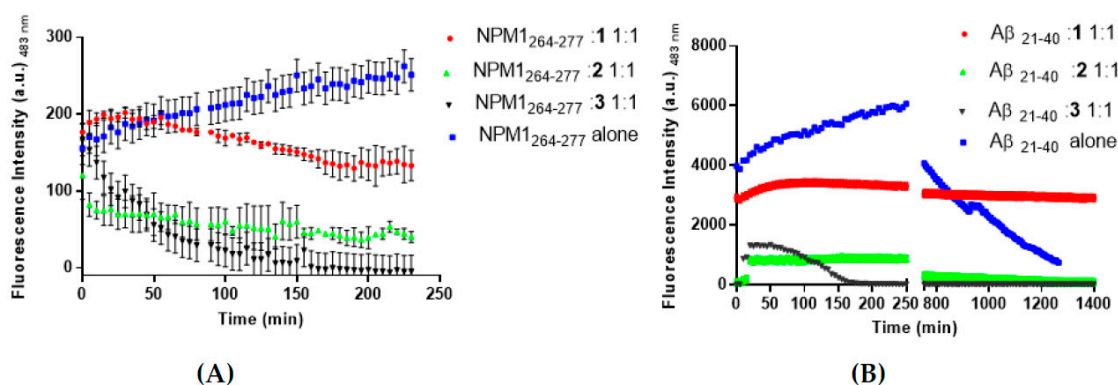 Fluorescence Intensity (a.u.) 483 nm
300
200
100
0
0
50
100
150
200
250
Time (min)
NPM1264-277 :1 1:1
NPM1264-277 :2 1:1
NPM1264-277 :3 1:1
NPM1264-277 alone
(A)
Fluorescence Intensity (a.u.) 483 nm
8000
6000
4000
2000
0
0
50
100
150
200
250
800
1000
1200
1400
Time (min)
Aβ 21-40 :1 1:1
Aβ 21-40 :2 1:1
Aβ 21-40 :3 1:1
Aβ 21-40 alone
(B)